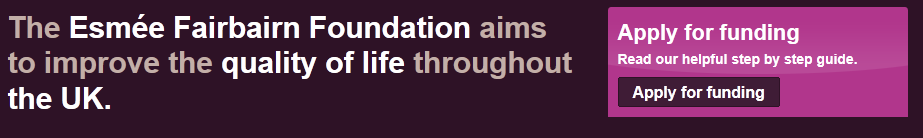 The Esmée Fairbairn Foundation aims
to improve the quality of life throughout
the UK.
Apply for funding
Read our helpful step by step guide.
Apply for funding